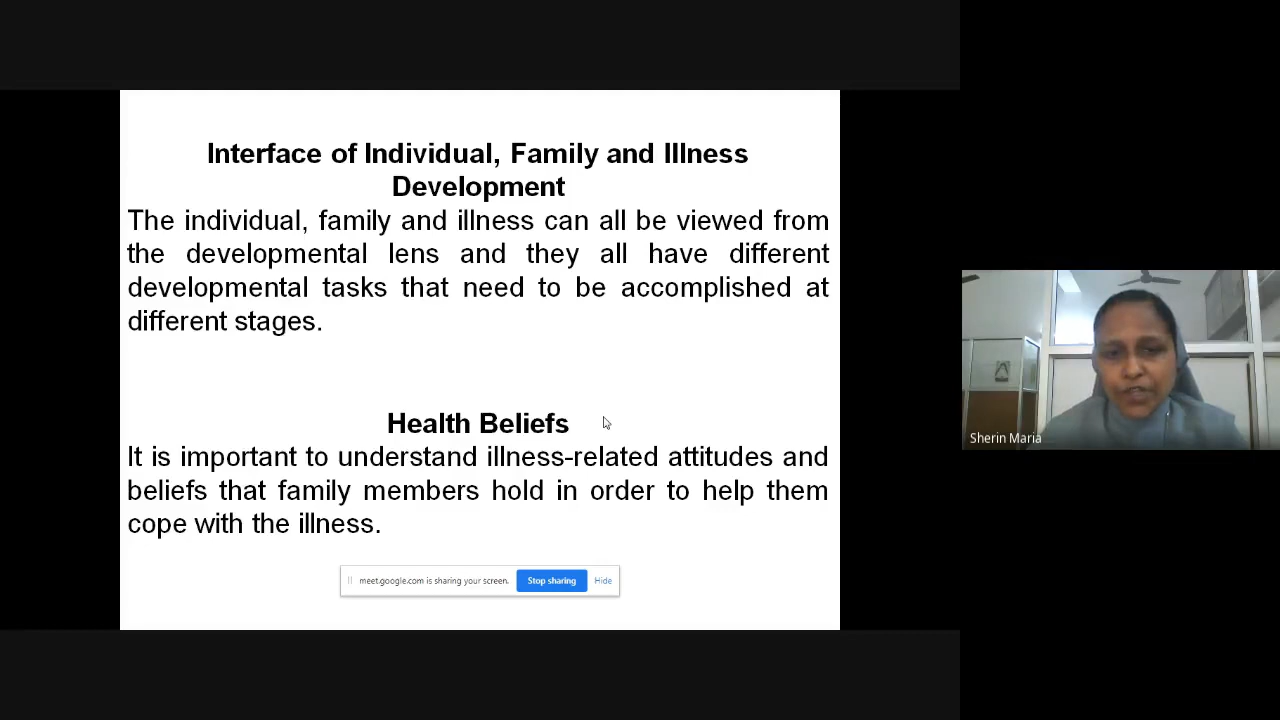 Interface of Individual, Family and Illness
Development
The individual, family and illness can all be viewed from
the developmental lens and they all have different
developmental tasks that need to be accomplished at
different stages.
Health Beliefs
It is important to understand illness-related attitudes and
beliefs that family members hold in order to help them
cope with the illness.
meet.google.com is sharing your screen. Stop sharing Hide
Sherin Maria